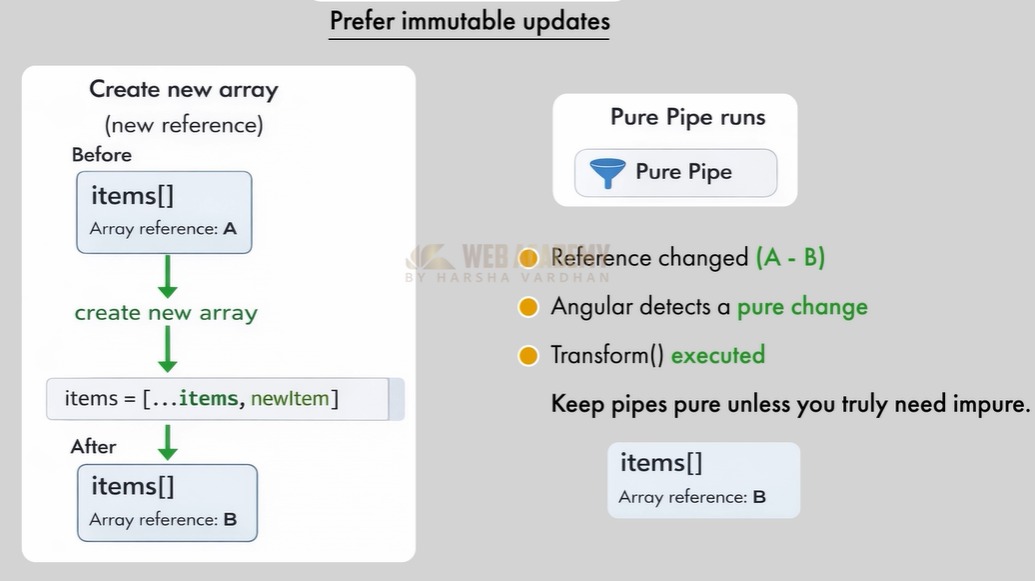 Prefer immutable updates
Create new array
(new reference)
Before
items[]
Array reference: A
create new array
items = [...items, newItem]
After
items[]
Array reference: B
Pure Pipe runs
Pure Pipe
WEB ACADEMY
BY HARSHA VARDHAN
Reference changed (A - B)
Angular detects a pure change
Transform() executed
Keep pipes pure unless you truly need impure.
items[]
Array reference: B